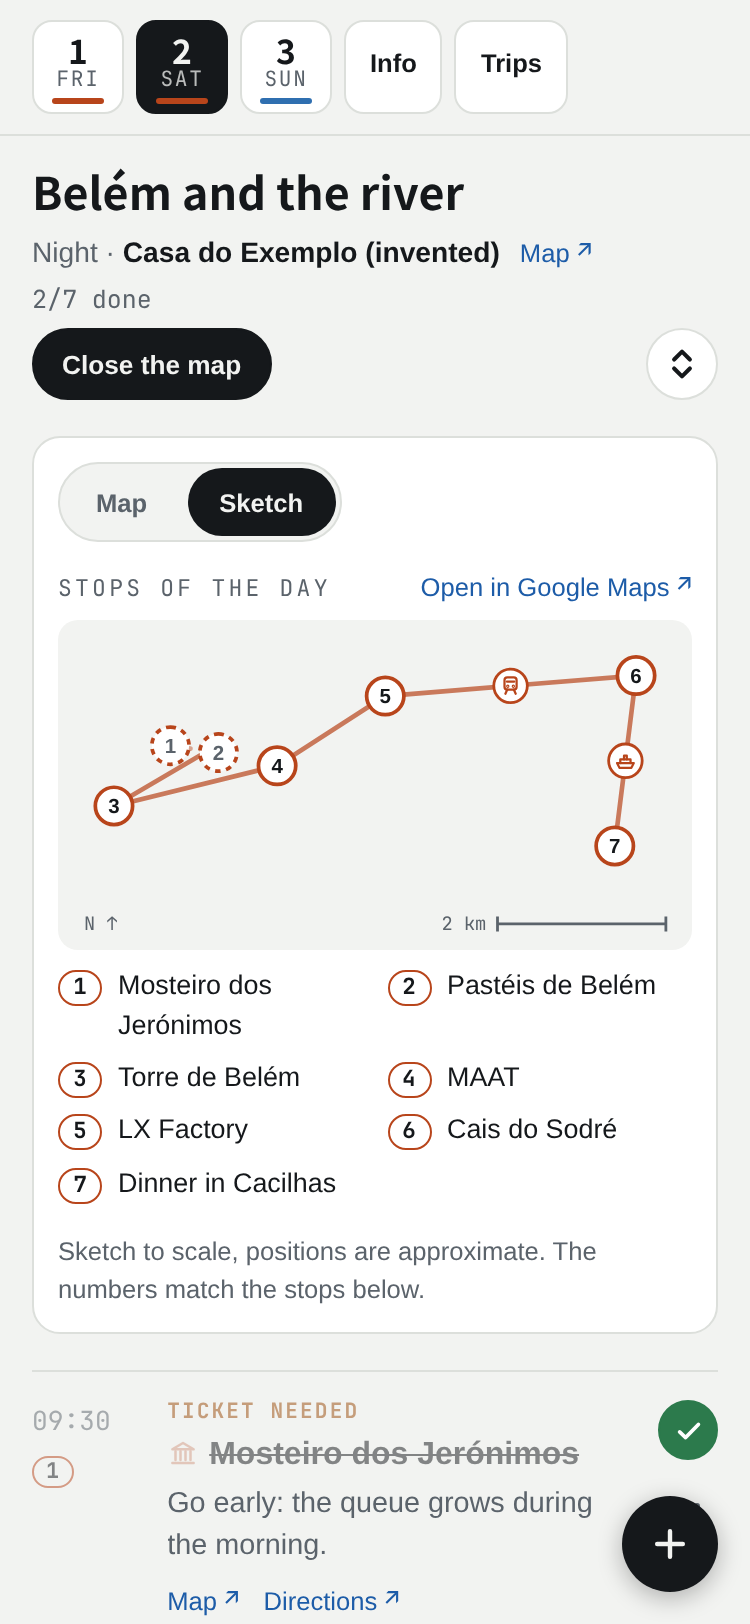 1 2 3
FRI SAT SUN Info Trips
Belém and the river
Night · Casa do Exemplo (invented) Map ↗
2/7 done
Close the map
Map Sketch
STOPS OF THE DAY Open in Google Maps ↗
6
5
1 2
4
3
7
N ↑ 2 km
1 Mosteiro dos Jerónimos
2 Pastéis de Belém
3 Torre de Belém
4 MAAT
5 LX Factory
6 Cais do Sodré
7 Dinner in Cacilhas
Sketch to scale, positions are approximate. The
numbers match the stops below.
09:30 TICKET NEEDED
1 Mosteiro dos Jerónimos
Go early: the queue grows during
the morning.
Map ↗ Directions ↗